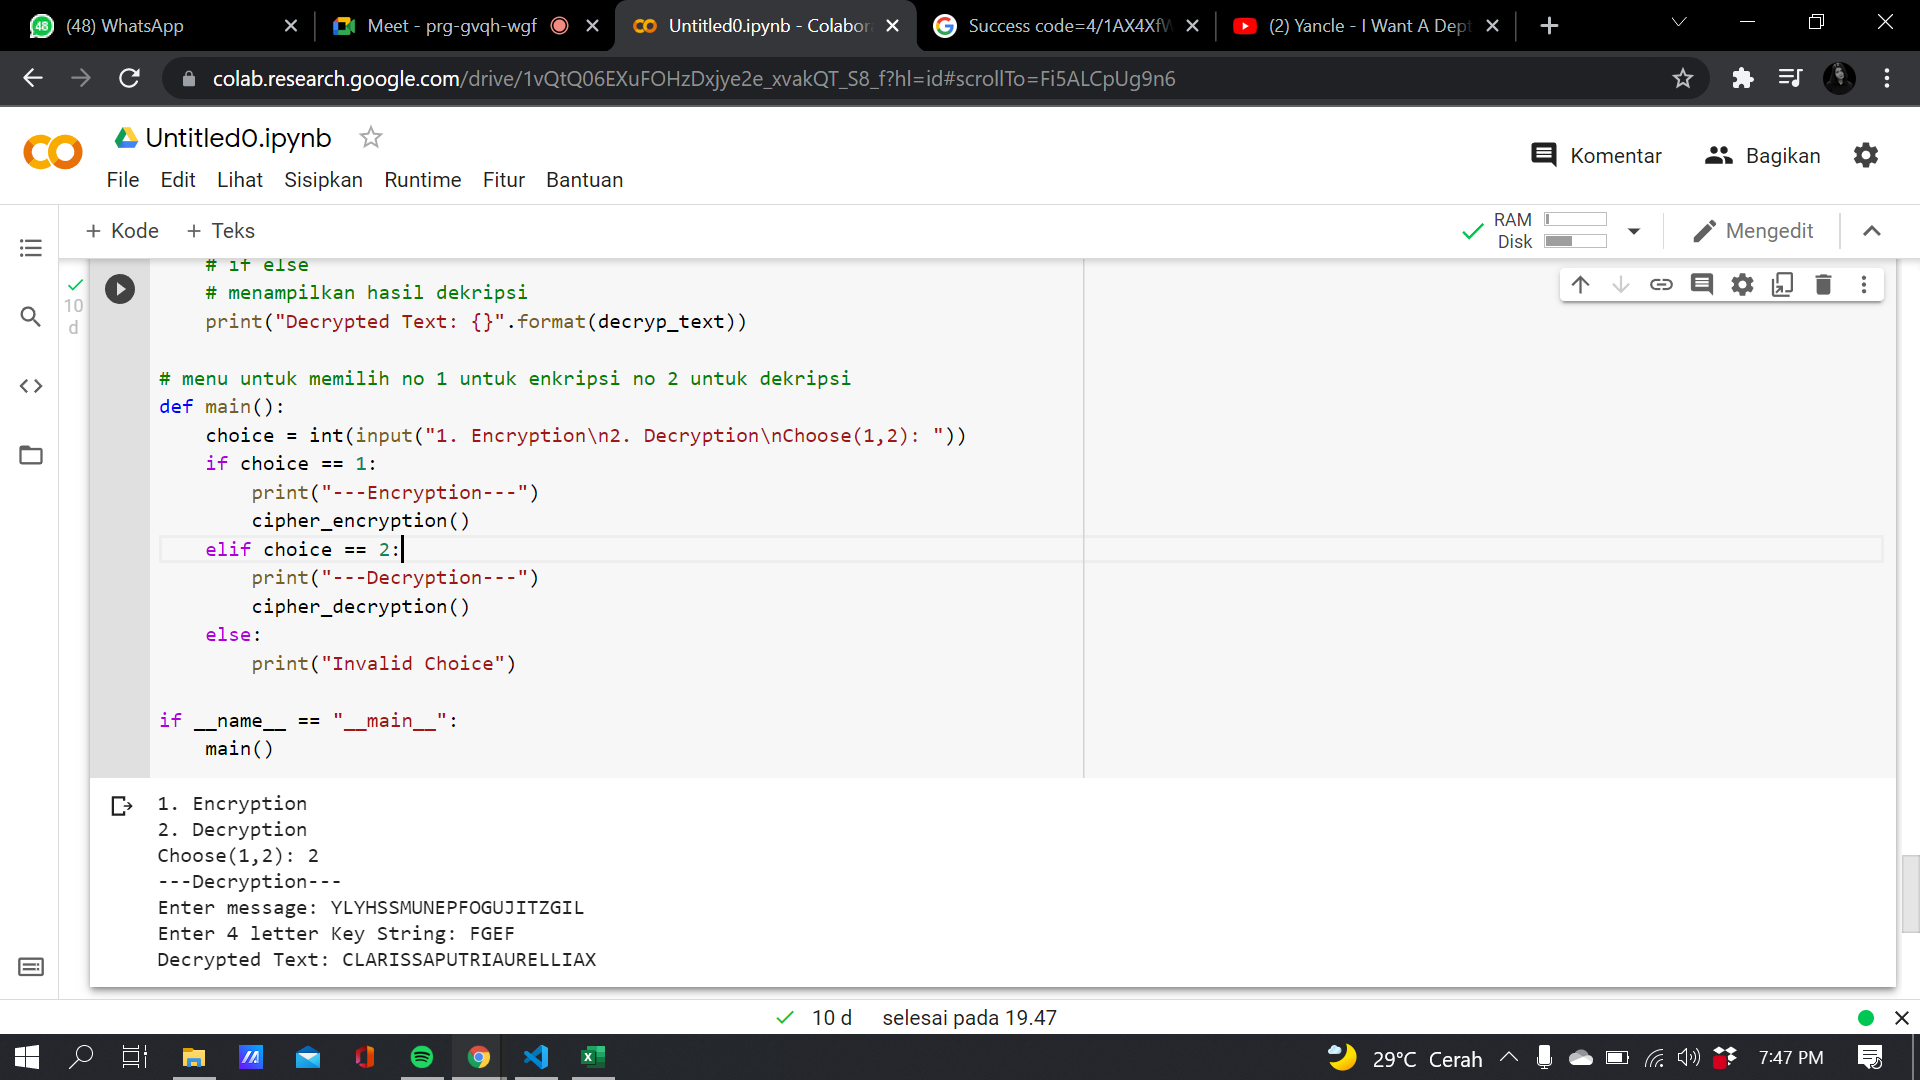 (48) WhatsApp
Meet - prg-gvqh-wgf
Untitled0.ipynb - Colabora
Success code=4/1AX4XfW
(2) Yancle - I Want A Dept
colab.research.google.com/drive/1vQtQ06EXuFOHzDxjye2e_xvakQT_S8_f?hl=id#scrollTo=Fi5ALCpUg9n6
Untitled0.ipynb
File Edit Lihat Sisipkan Runtime Fitur Bantuan
Komentar
Bagikan
+ Kode + Teks
RAM
Disk
Mengedit
10
d
# if else
# menampilkan hasil dekripsi
print("Decrypted Text: {}".format(decryp_text))
# menu untuk memilih no 1 untuk enkripsi no 2 untuk dekripsi
def main():
choice = int(input("1. Encryption\n2. Decryption\nChoose(1,2): "))
if choice == 1:
print("---Encryption---")
cipher_encryption()
elif choice == 2:
print("---Decryption---")
cipher_decryption()
else:
print("Invalid Choice")
if __name__ == "__main__":
main()
1. Encryption
2. Decryption
Choose(1,2): 2
---Decryption---
Enter message: YLYHSSMUNEPFOGUJITZGIL
Enter 4 letter Key String: FGEF
Decrypted Text: CLARISSAPUTRIAURELLIAX
10 d selesai pada 19.47
29°C Cerah
7:47 PM